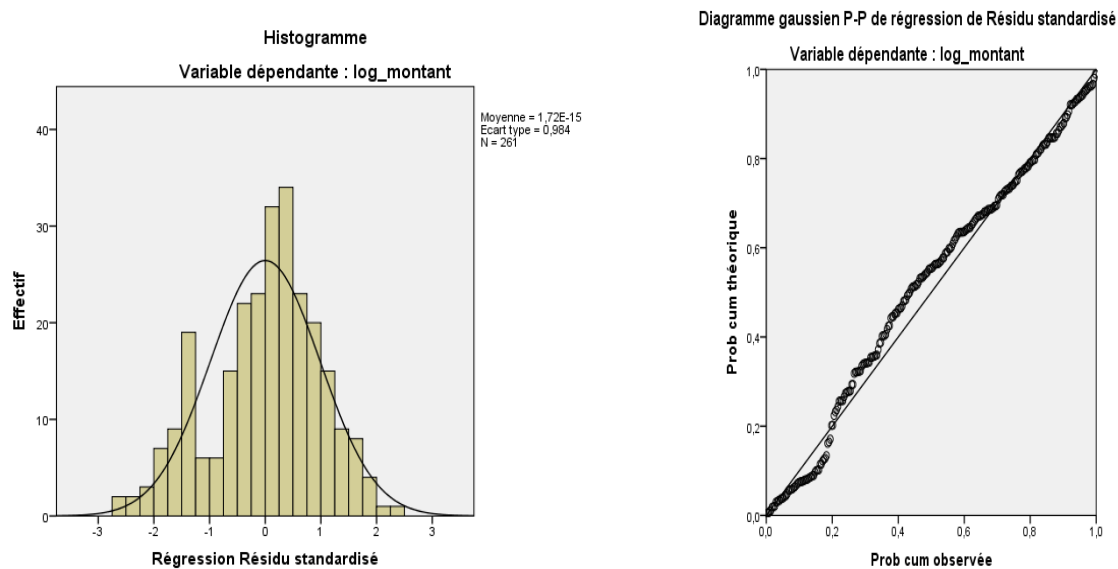 Histogramme
Variable dépendante : log_montant
Moyenne = 1,72E-15
Ecart type = 0,984
N = 261
Effectif
40
30
20
10
0
-3 -2 -1 0 1 2 3
Régression Résidu standardisé
Diagramme gaussien P-P de régression de Résidu standardisé
Variable dépendante : log_montant
Prob cum théorique
1,0
0,8
0,6
0,4
0,2
0,0
0,0 0,2 0,4 0,6 0,8 1,0
Prob cum observée